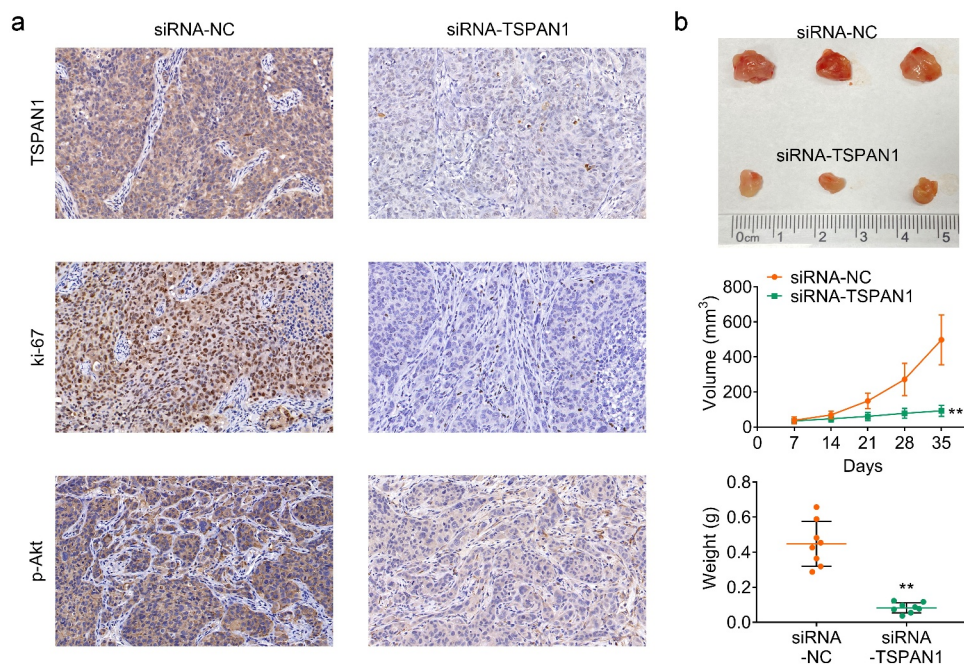 a
siRNA-NC
siRNA-TSPAN1
TSPAN1
ki-67
p-Akt
b
siRNA-NC
siRNA-TSPAN1
0cm 1 2 3 4 5
siRNA-NC
siRNA-TSPAN1
Volume (mm³)
800
600
400
200
0
**
0 7 14 21 28 35
Days
Weight (g)
0.8
0.6
0.4
0.2
0.0
**
siRNA
-NC
siRNA
-TSPAN1